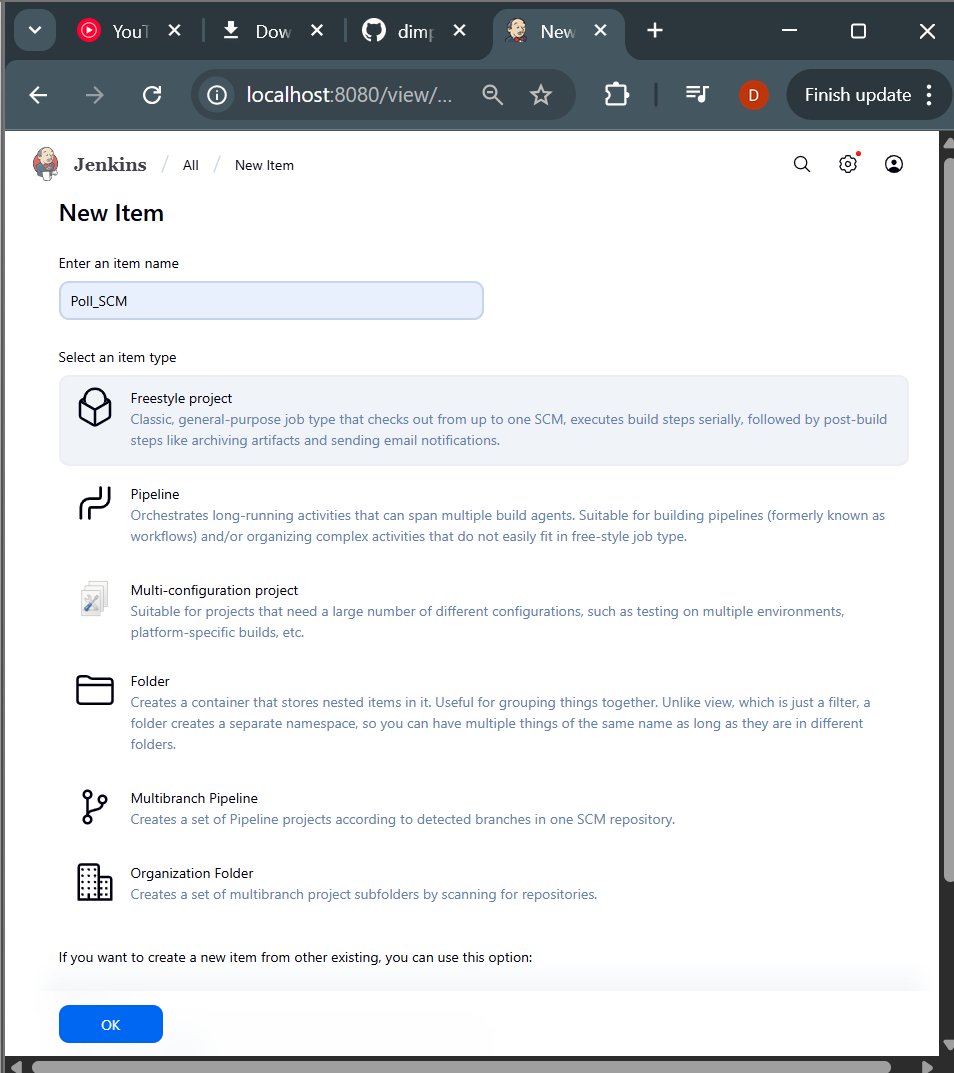 YouT
Dow
dimp
New
localhost:8080/view/...
D
Finish update
Jenkins / All / New Item
New Item
Enter an item name
Poll_SCM
Select an item type
Freestyle project
Classic, general-purpose job type that checks out from up to one SCM, executes build steps serially, followed by post-build
steps like archiving artifacts and sending email notifications.
Pipeline
Orchestrates long-running activities that can span multiple build agents. Suitable for building pipelines (formerly known as
workflows) and/or organizing complex activities that do not easily fit in free-style job type.
Multi-configuration project
Suitable for projects that need a large number of different configurations, such as testing on multiple environments,
platform-specific builds, etc.
Folder
Creates a container that stores nested items in it. Useful for grouping things together. Unlike view, which is just a filter, a
folder creates a separate namespace, so you can have multiple things of the same name as long as they are in different
folders.
Multibranch Pipeline
Creates a set of Pipeline projects according to detected branches in one SCM repository.
Organization Folder
Creates a set of multibranch project subfolders by scanning for repositories.
If you want to create a new item from other existing, you can use this option:
OK